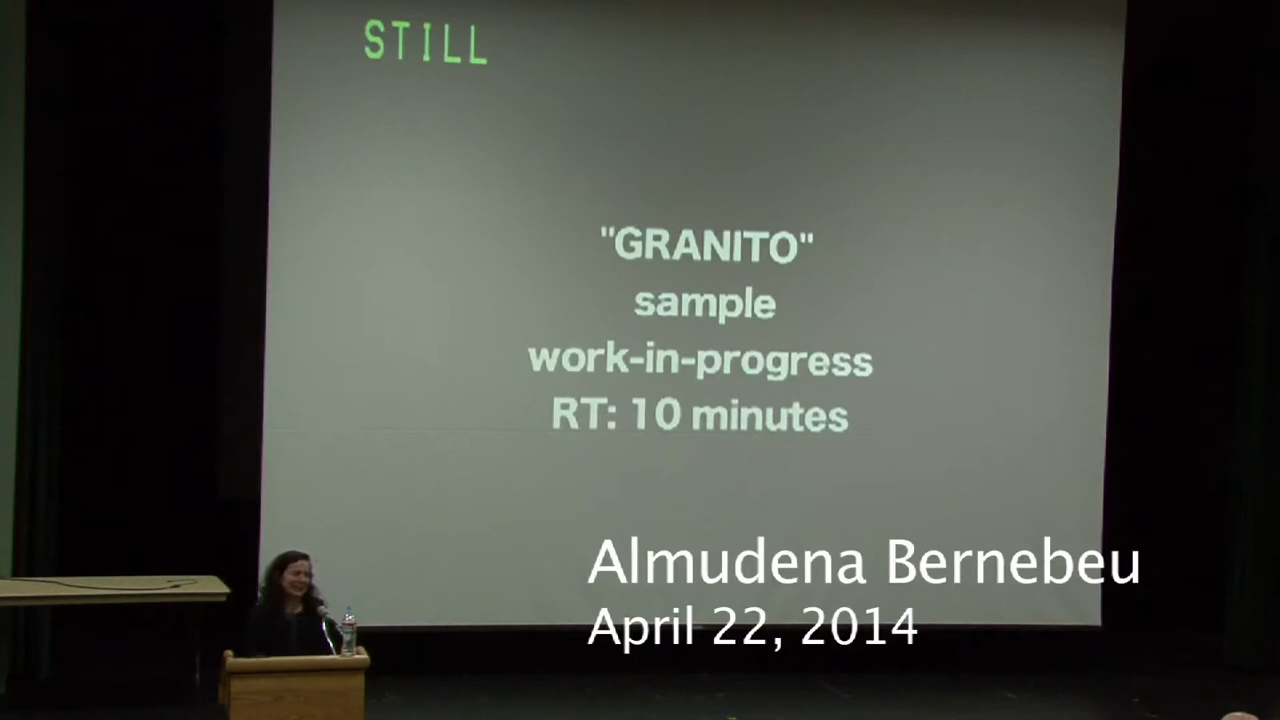 STILL
"GRANITO"
sample
work-in-progress
RT: 10 minutes
Almudena Bernebeu
April 22, 2014